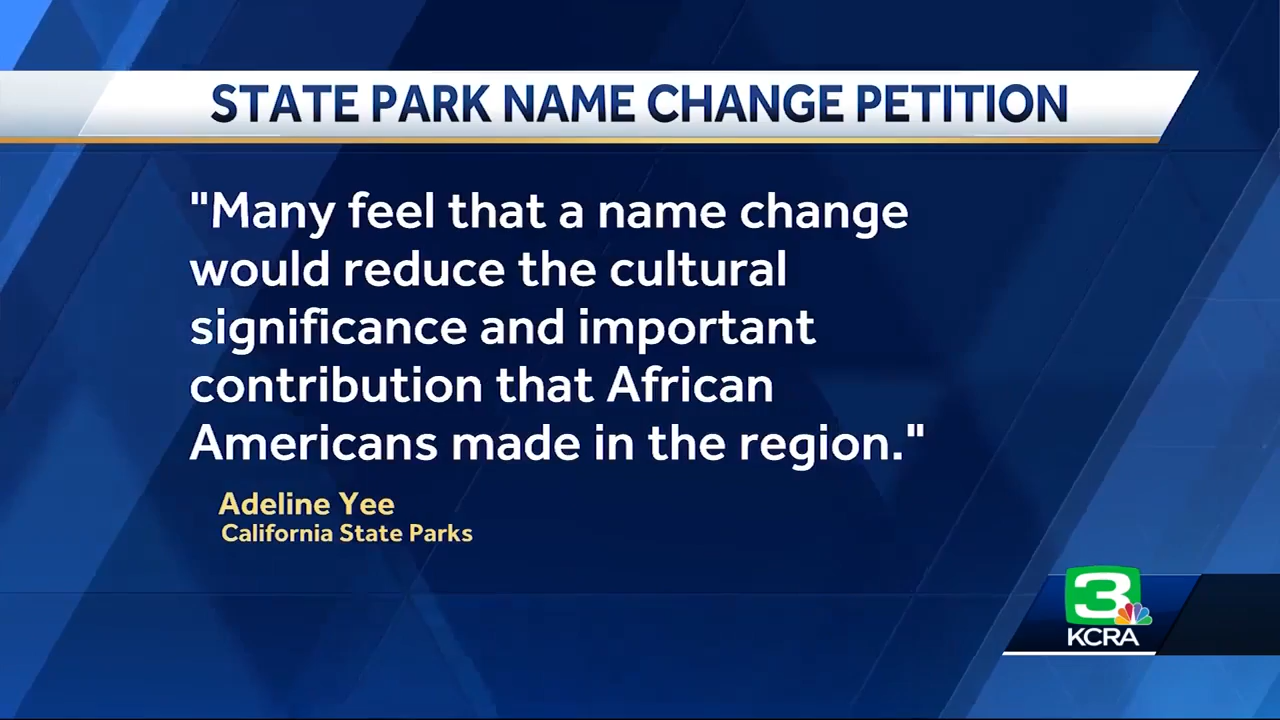 STATE PARK NAME CHANGE PETITION
"Many feel that a name change
would reduce the cultural
significance and important
contribution that African
Americans made in the region."
Adeline Yee
California State Parks
3
KCRA